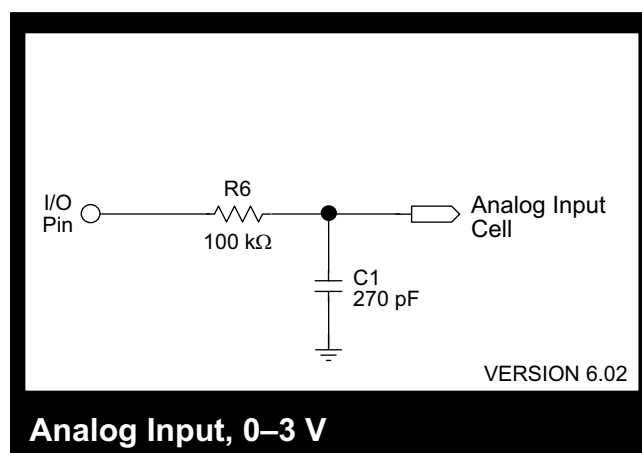 I/O
Pin
R6
100 kΩ
Analog Input
Cell
C1
270 pF
VERSION 6.02
Analog Input, 0–3 V